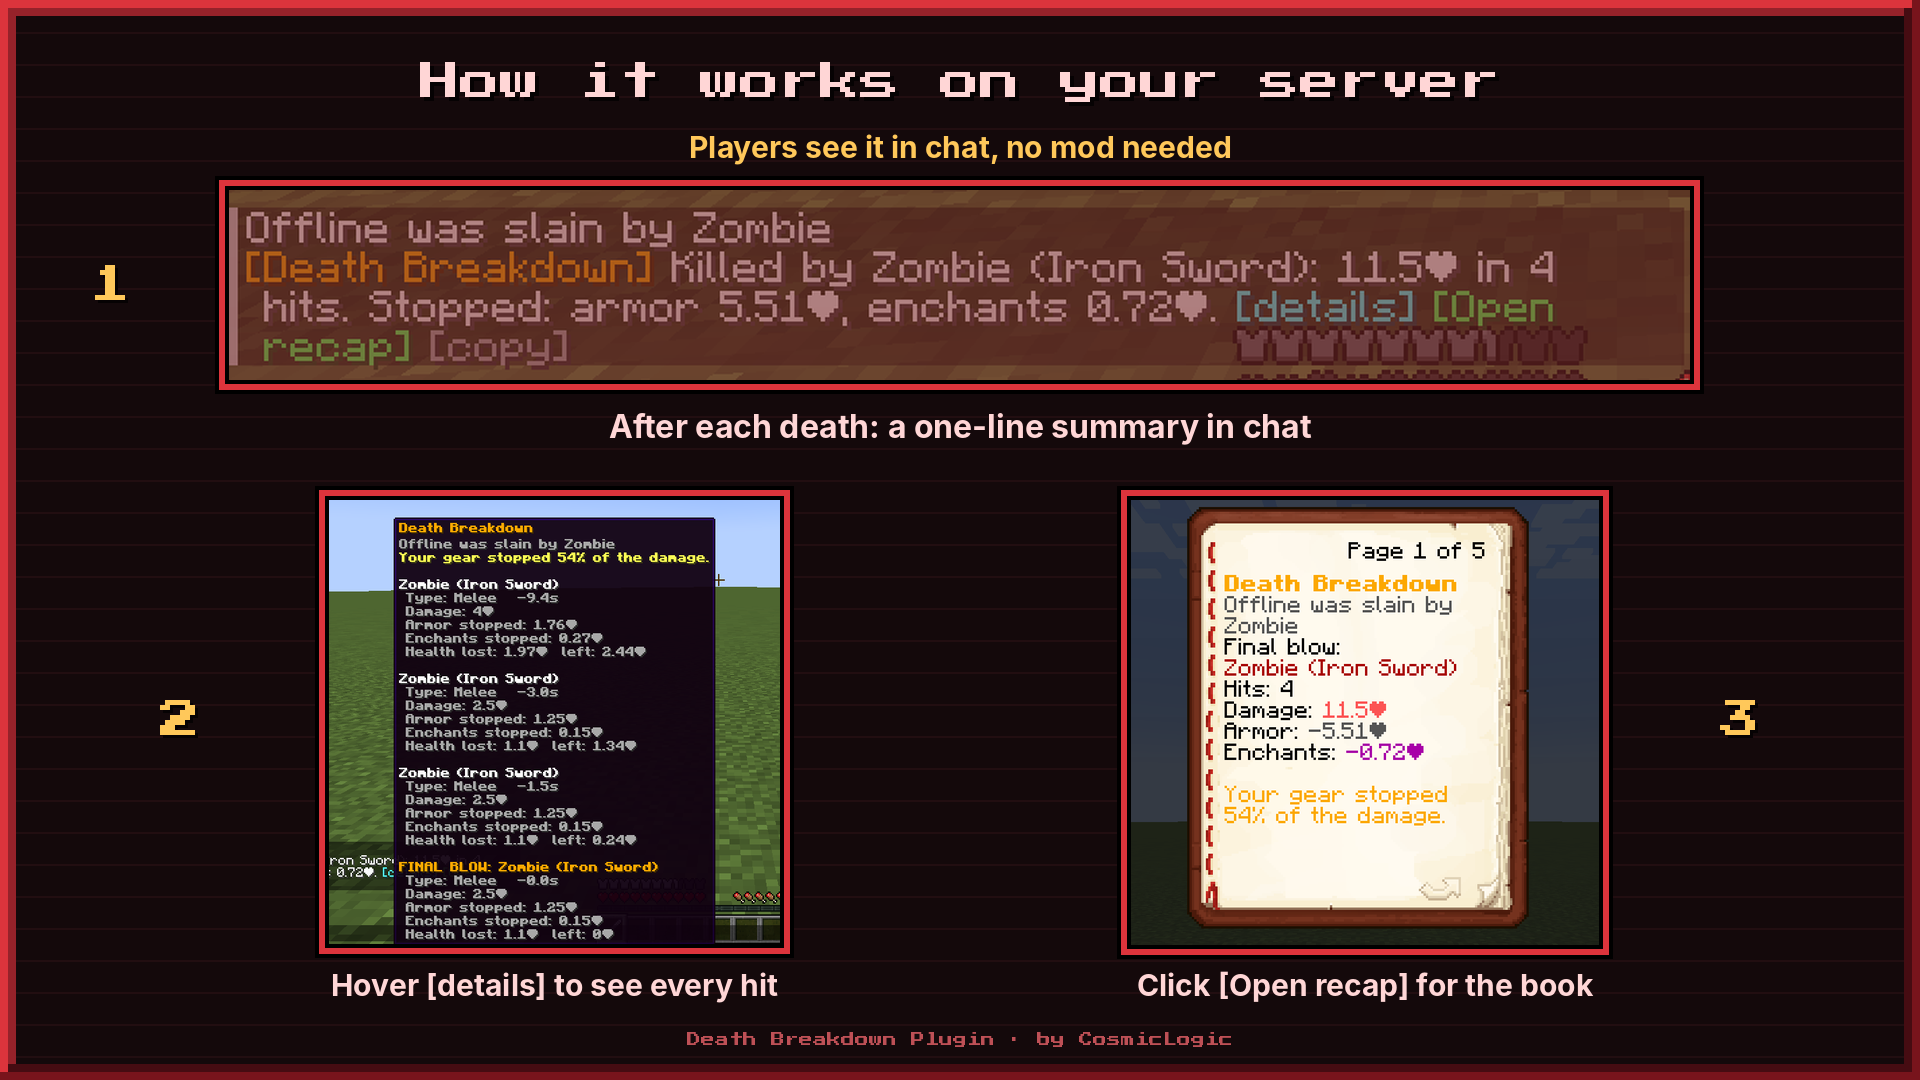 How it works on your server
Players see it in chat, no mod needed
1
Offline was slain by Zombie
[Death Breakdown] Killed by Zombie (Iron Sword): 11.5♥ in 4
hits. Stopped: armor 5.51♥, enchants 0.72♥. [details] [Open
recap] [copy]
After each death: a one-line summary in chat
2
Death Breakdown
Offline was slain by Zombie
Your gear stopped 54% of the damage.
Zombie (Iron Sword)
Type: Melee -9.4s
Damage: 4♥
Armor stopped: 1.76♥
Enchants stopped: 0.27♥
Health lost: 1.97♥ left: 2.44♥
Zombie (Iron Sword)
Type: Melee -3.0s
Damage: 2.5♥
Armor stopped: 1.25♥
Enchants stopped: 0.15♥
Health lost: 1.1♥ left: 1.34♥
Zombie (Iron Sword)
Type: Melee -1.5s
Damage: 2.5♥
Armor stopped: 1.25♥
Enchants stopped: 0.15♥
Health lost: 1.1♥ left: 0.24♥
FINAL BLOW: Zombie (Iron Sword)
Type: Melee -0.0s
Damage: 2.5♥
Armor stopped: 1.25♥
Enchants stopped: 0.15♥
Health lost: 1.1♥ left: 0♥
Hover [details] to see every hit
3
Page 1 of 5
Death Breakdown
Offline was slain by
Zombie
Final blow:
Zombie (Iron Sword)
Hits: 4
Damage: 11.5♥
Armor: -5.51♥
Enchants: -0.72♥
Your gear stopped
54% of the damage.
Click [Open recap] for the book
Death Breakdown Plugin · by CosmicLogic